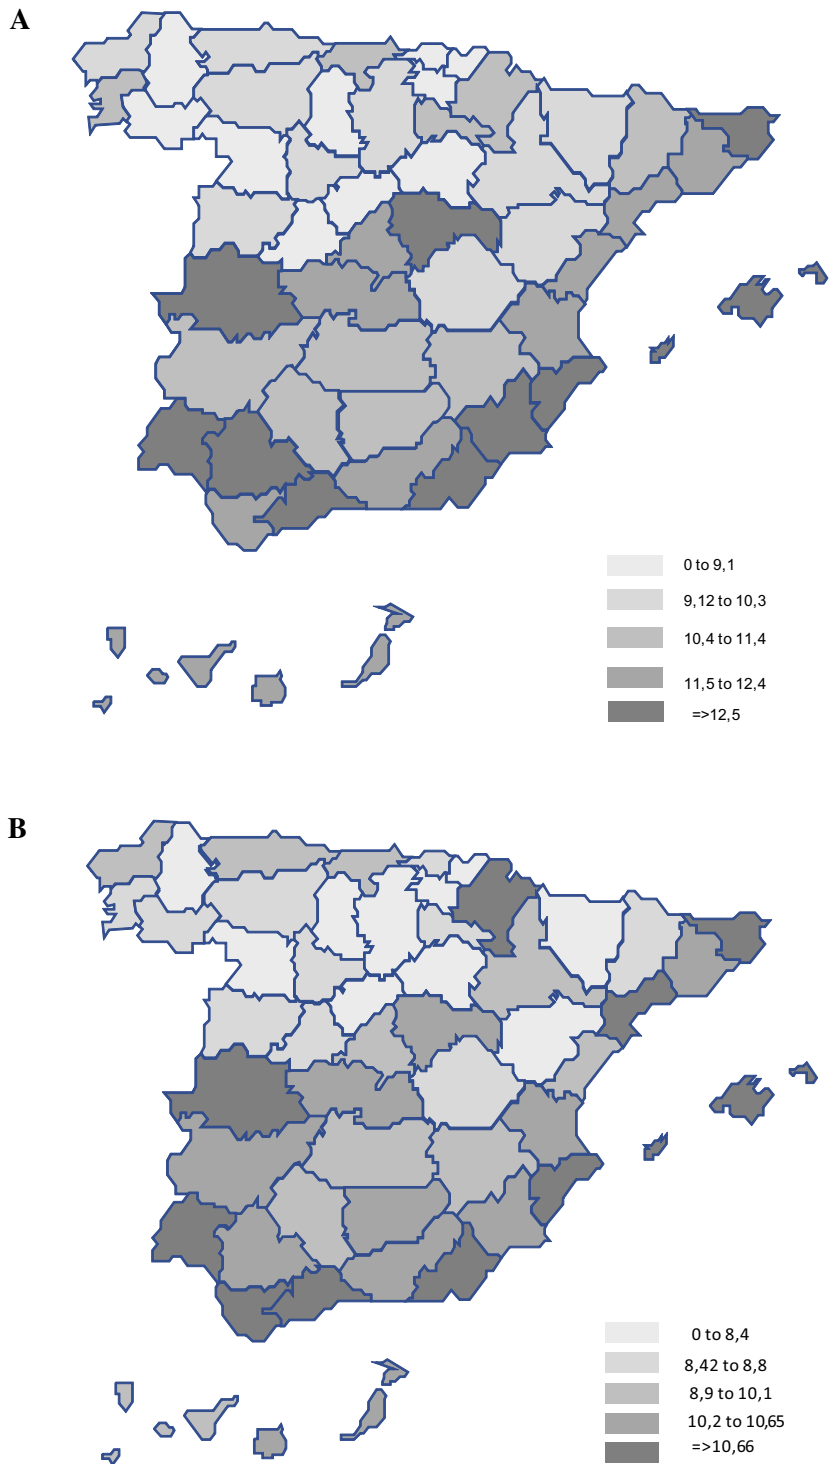 A
0 to 9,1
9,12 to 10,3
10,4 to 11,4
11,5 to 12,4
=>12,5
B
0 to 8,4
8,42 to 8,8
8,9 to 10,1
10,2 to 10,65
=>10,66